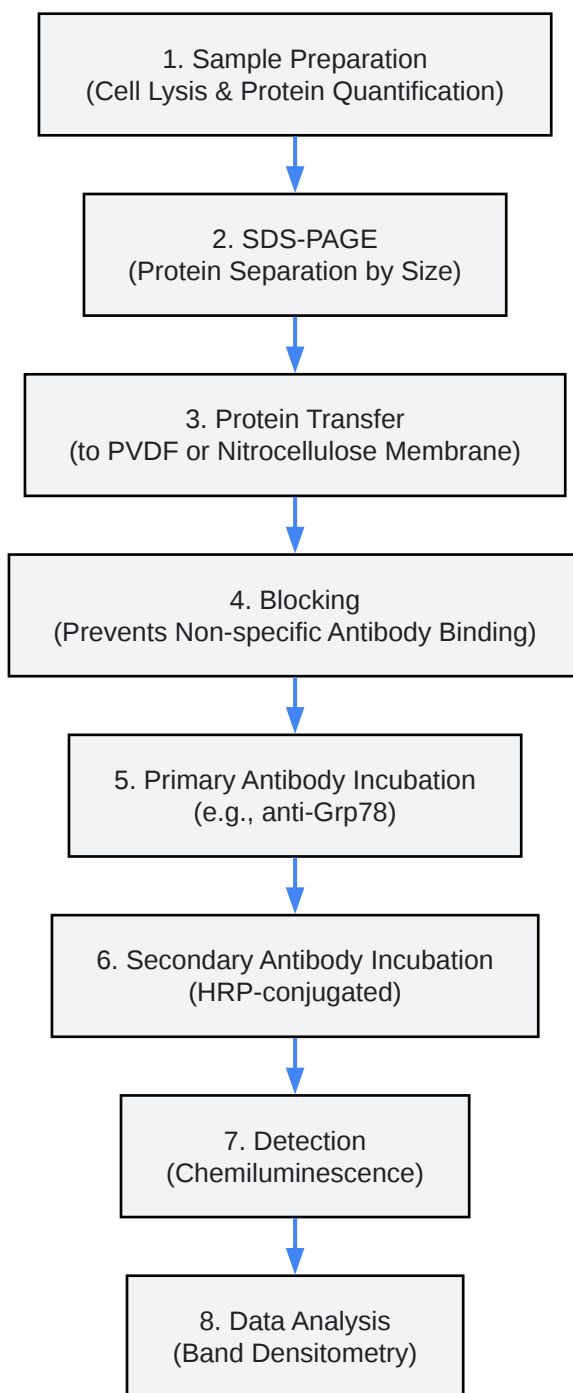 1. Sample Preparation
(Cell Lysis & Protein Quantification)
2. SDS-PAGE
(Protein Separation by Size)
3. Protein Transfer
(to PVDF or Nitrocellulose Membrane)
4. Blocking
(Prevents Non-specific Antibody Binding)
5. Primary Antibody Incubation
(e.g., anti-Grp78)
6. Secondary Antibody Incubation
(HRP-conjugated)
7. Detection
(Chemiluminescence)
8. Data Analysis
(Band Densitometry)